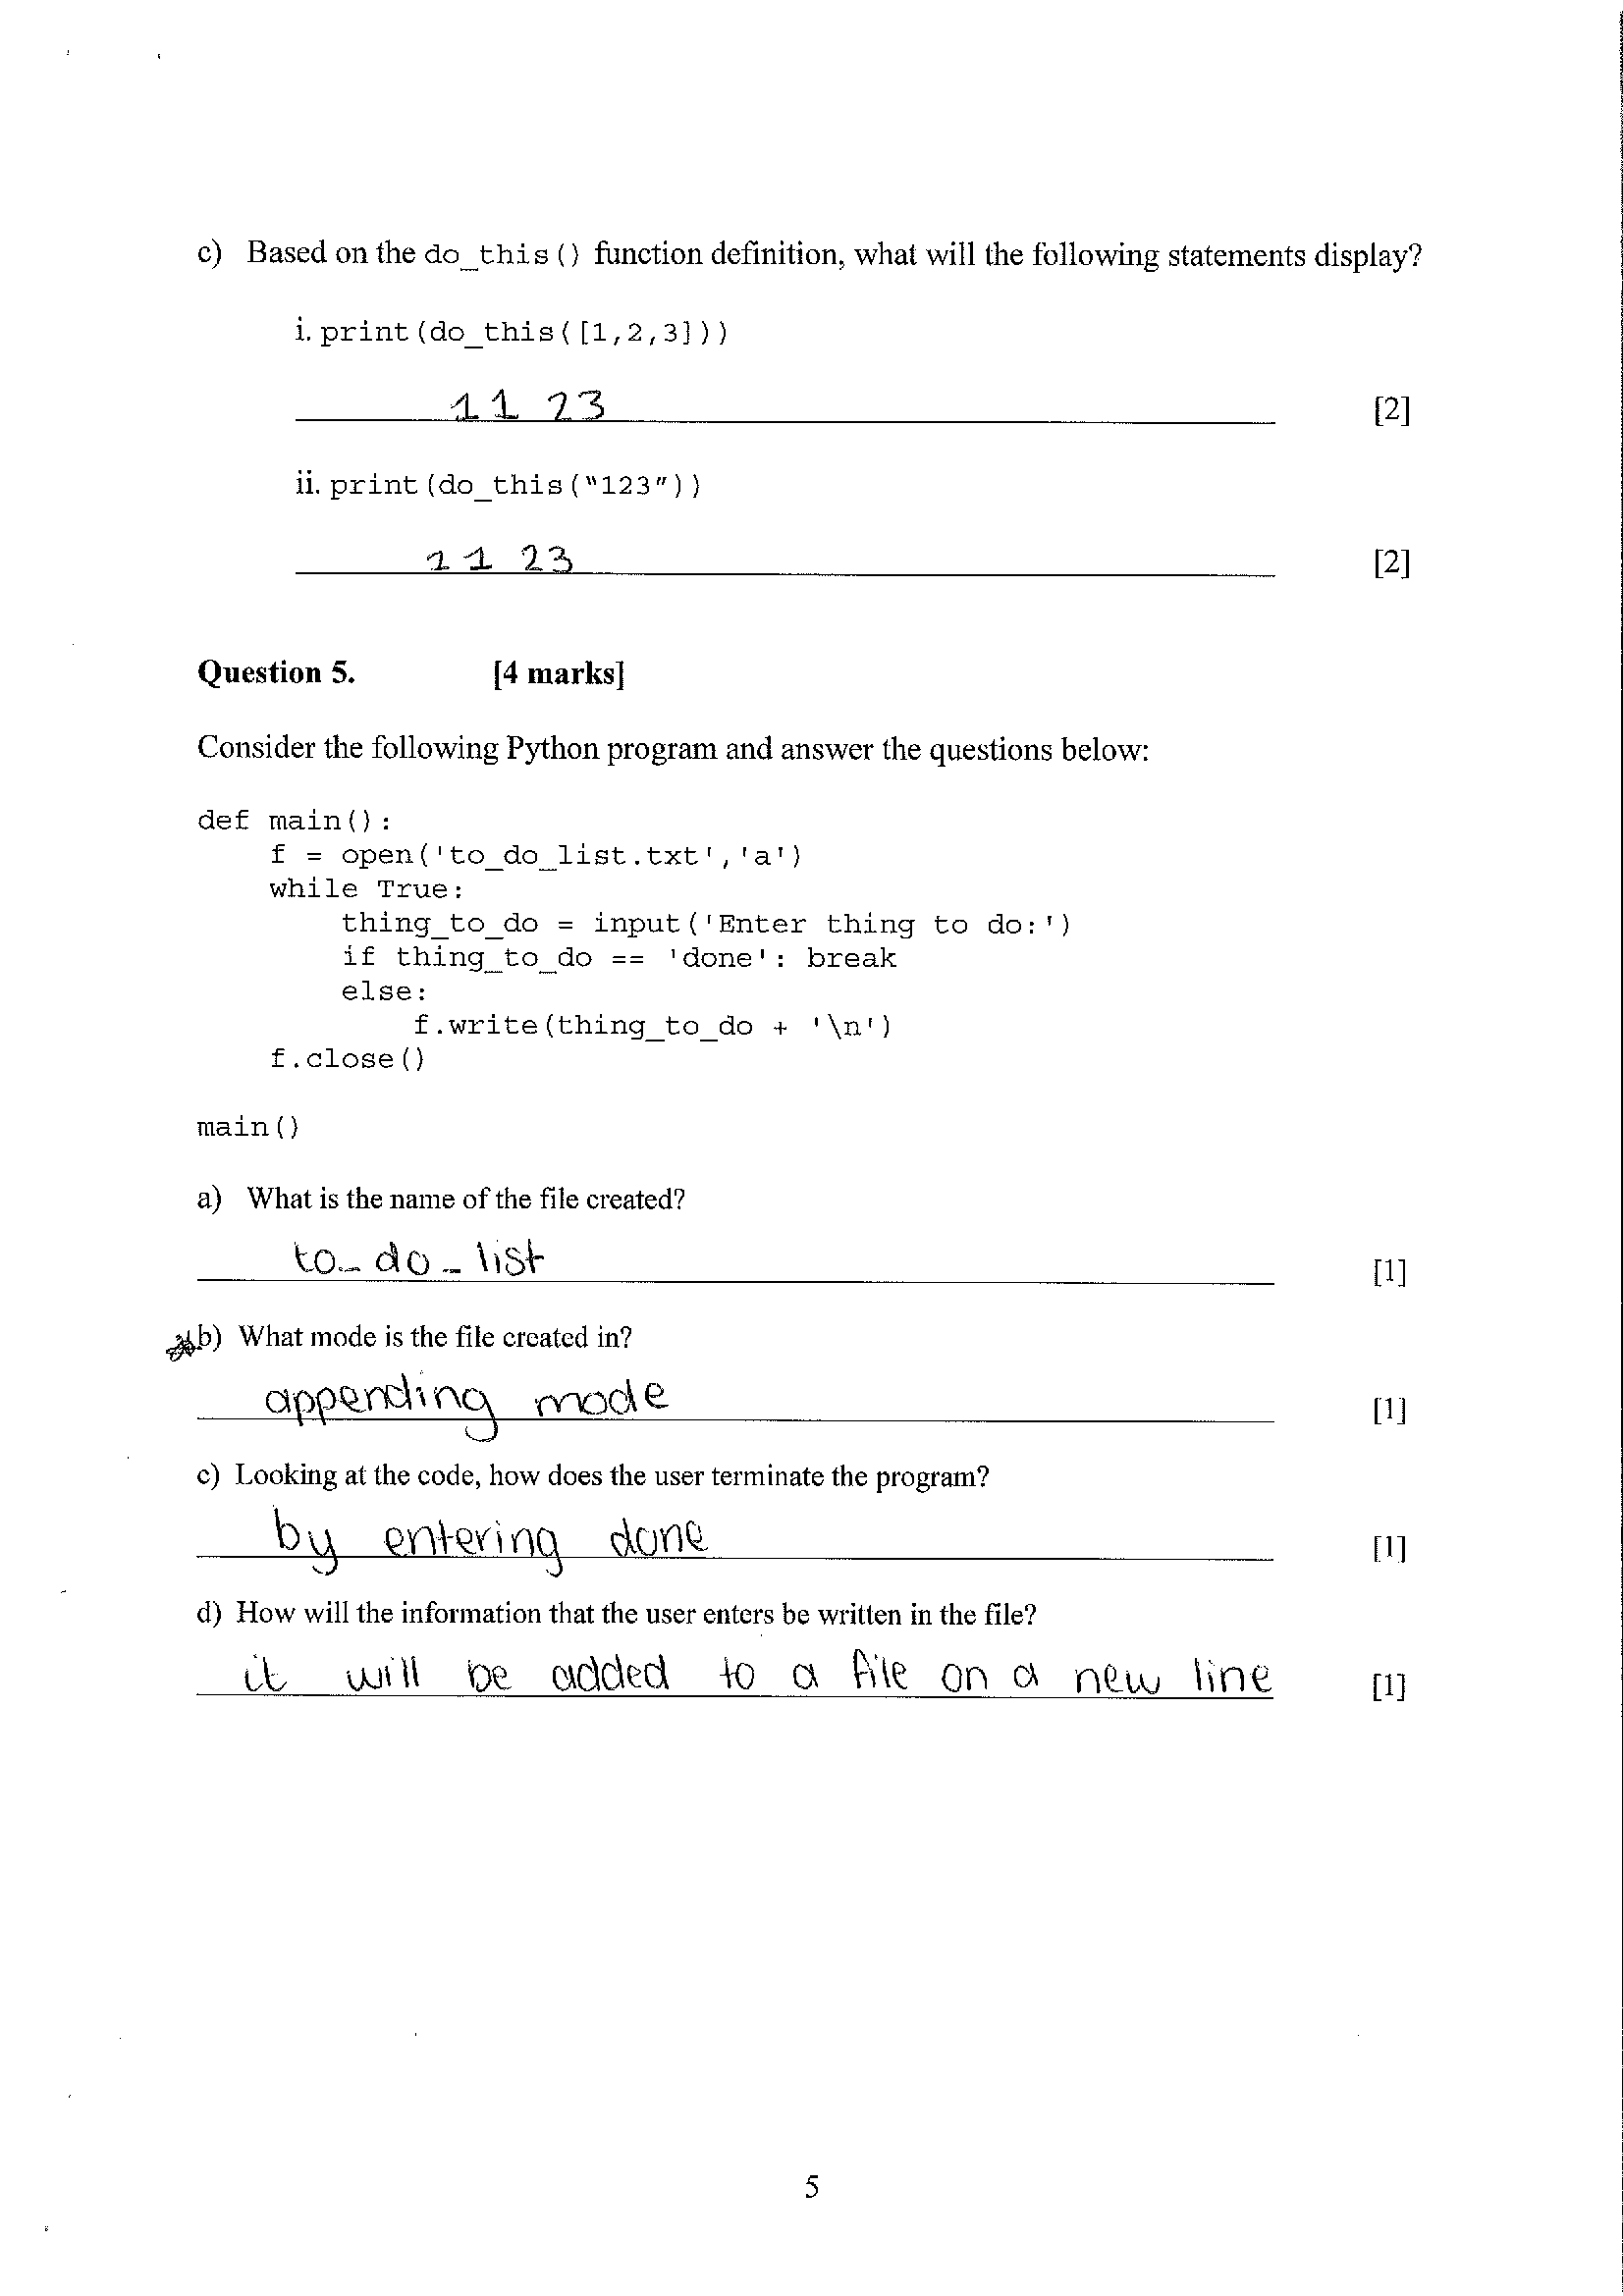 c) Based on the do_this() function definition, what will the following statements display?
i. print(do_this([1,2,3]))
11 23 [2]
ii. print(do_this(“123”))
11 23 [2]
Question 5. [4 marks]
Consider the following Python program and answer the questions below:
def main():
    f = open('to_do_list.txt','a')
    while True:
        thing_to_do = input('Enter thing to do:')
        if thing_to_do == 'done': break
        else:
            f.write(thing_to_do + '\n')
    f.close()
main()
a) What is the name of the file created?
to_do_list [1]
b) What mode is the file created in?
appending mode [1]
c) Looking at the code, how does the user terminate the program?
by entering done [1]
d) How will the information that the user enters be written in the file?
it will be added to a file on a new line [1]
5